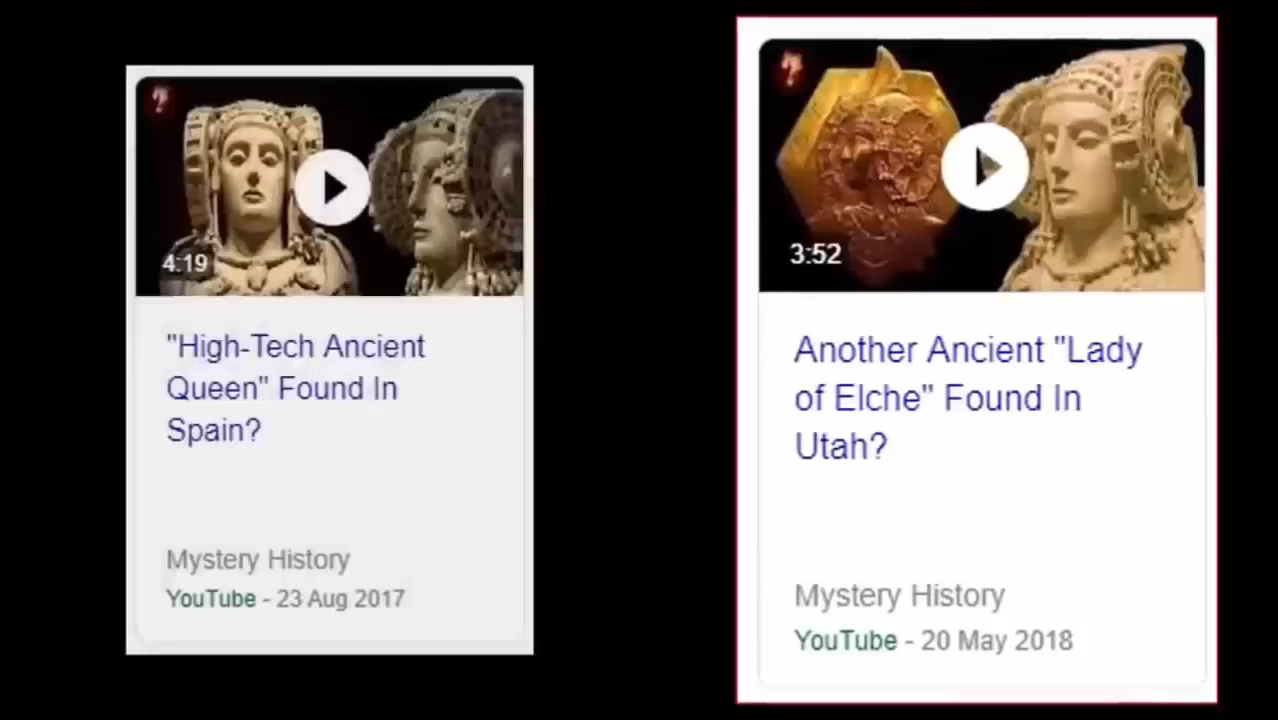 4:19
"High-Tech Ancient
Queen" Found In
Spain?
Mystery History
YouTube - 23 Aug 2017
3:52
Another Ancient "Lady
of Elche" Found In
Utah?
Mystery History
YouTube - 20 May 2018